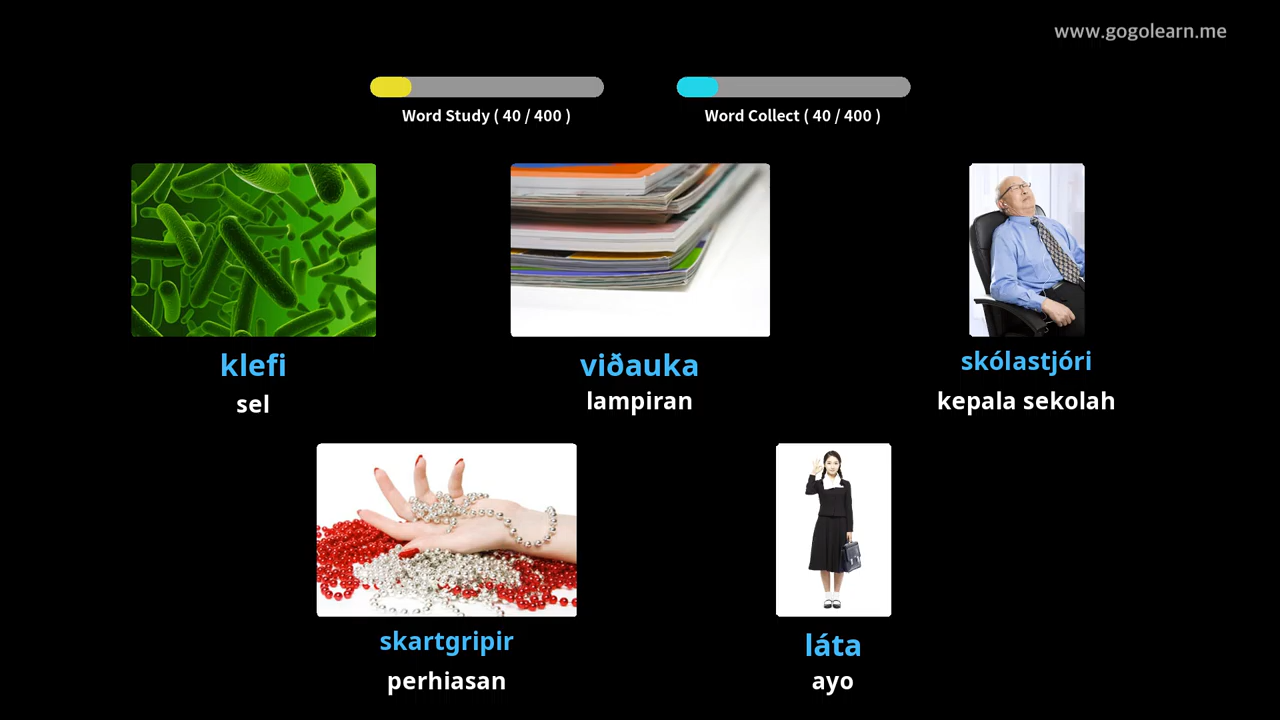 www.gogolearn.me
Word Study ( 40 / 400 )
Word Collect ( 40 / 400 )
klefi
sel
viðauka
lampiran
skólastjóri
kepala sekolah
skartgripir
perhiasan
láta
ayo